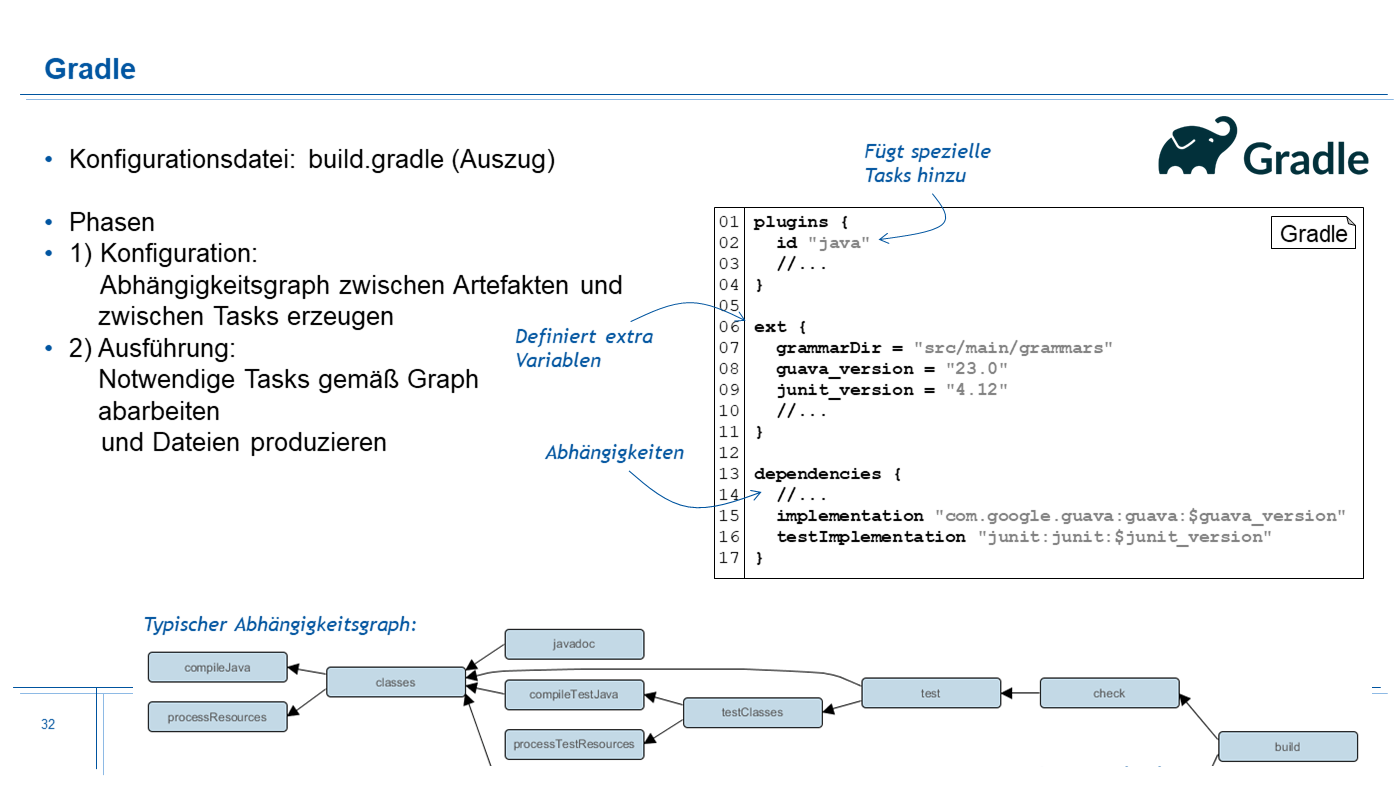 Gradle
• Konfigurationsdatei: build.gradle (Auszug)
• Phasen
• 1) Konfiguration:
Abhängigkeitsgraph zwischen Artefakten und
zwischen Tasks erzeugen
• 2) Ausführung:
Notwendige Tasks gemäß Graph
abarbeiten
und Dateien produzieren
Gradle
Fügt spezielle
Tasks hinzu
Definiert extra
Variablen
Abhängigkeiten
Gradle
01 plugins {
02 id "java"
03 //...
04 }
05
06 ext {
07 grammarDir = "src/main/grammars"
08 guava_version = "23.0"
09 junit_version = "4.12"
10 //...
11 }
12
13 dependencies {
14 //...
15 implementation "com.google.guava:guava:$guava_version"
16 testImplementation "junit:junit:$junit_version"
17 }
Typischer Abhängigkeitsgraph:
compileJava
processResources
classes
javadoc
compileTestJava
processTestResources
testClasses
test
check
build
32